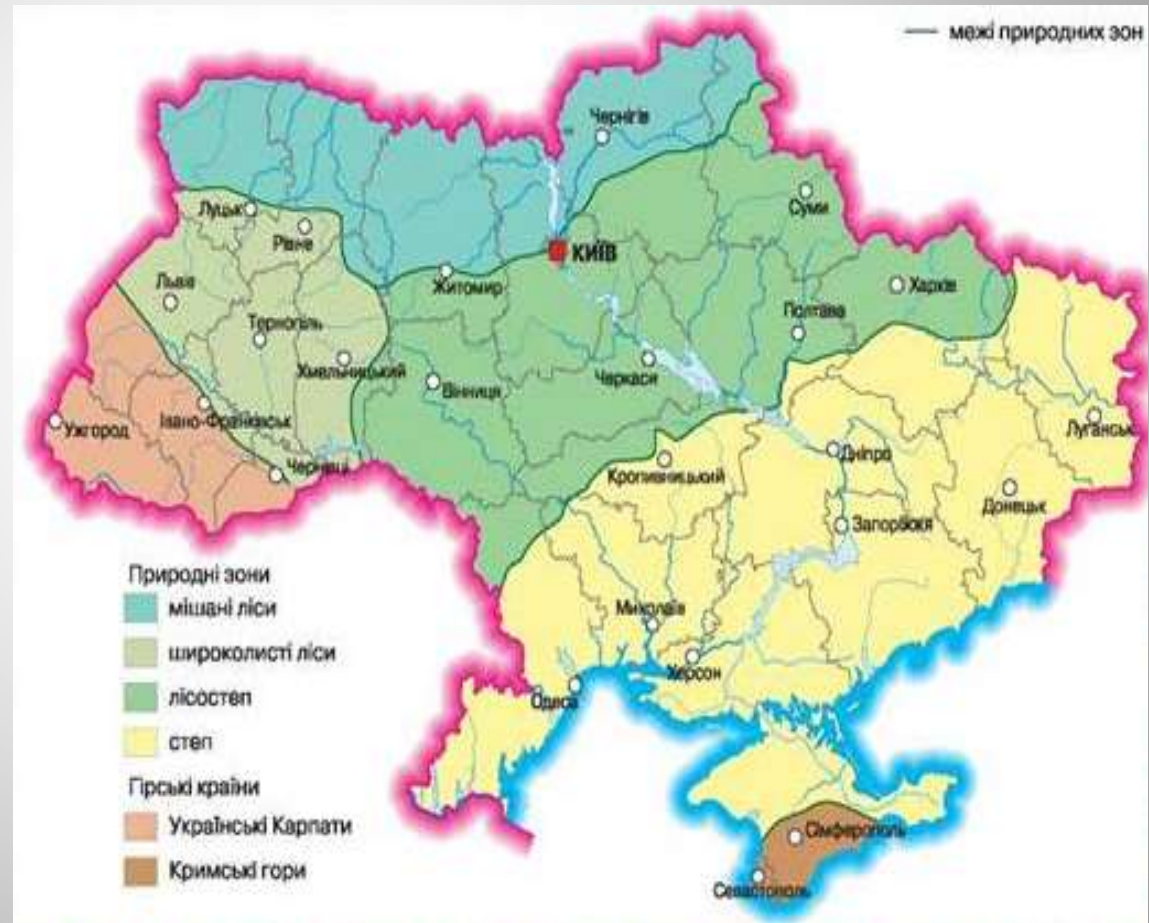 межі природних зон
Чернігів
Луцьк
Рівне
Суми
КИЇВ
Житомир
Львів
Харків
Тернопіль
Полтава
Хмельницький
Черкаси
Вінниця
Івано-Франківськ
Ужгород
Луганськ
Чернівці
Кропивницький
Дніпро
Донецьк
Запоріжжя
Природні зони
мішані ліси
Миколаїв
широколисті ліси
Херсон
лісостеп
Одеса
степ
Гірські країни
Українські Карпати
Сімферополь
Кримські гори
Севастополь